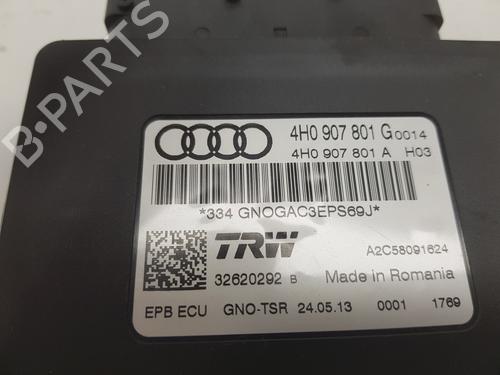 4H0 907 801 G 0014
4H0 907 801 A H03
*334 GNOGAC3EPS69J*
TRW
A2C58091624
32620292 B Made in Romania
EPB ECU GNO-TSR 24.05.13 0001 1769
B-Parts